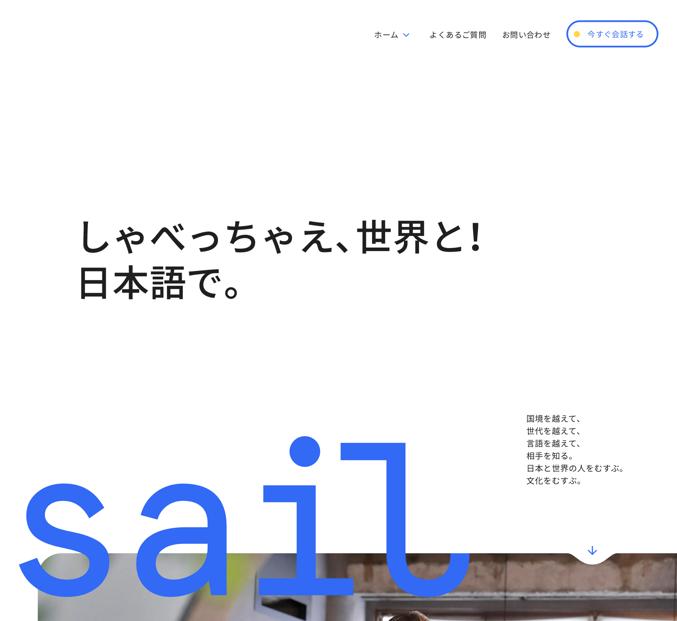 ホーム
よくあるご質問
お問い合わせ
今すぐ会話する
しゃべっちゃえ、世界と!
日本語で。
国境を越えて、
世代を越えて、
言語を越えて、
相手を知る。
日本と世界の人をむすぶ。
文化をむすぶ。
sail